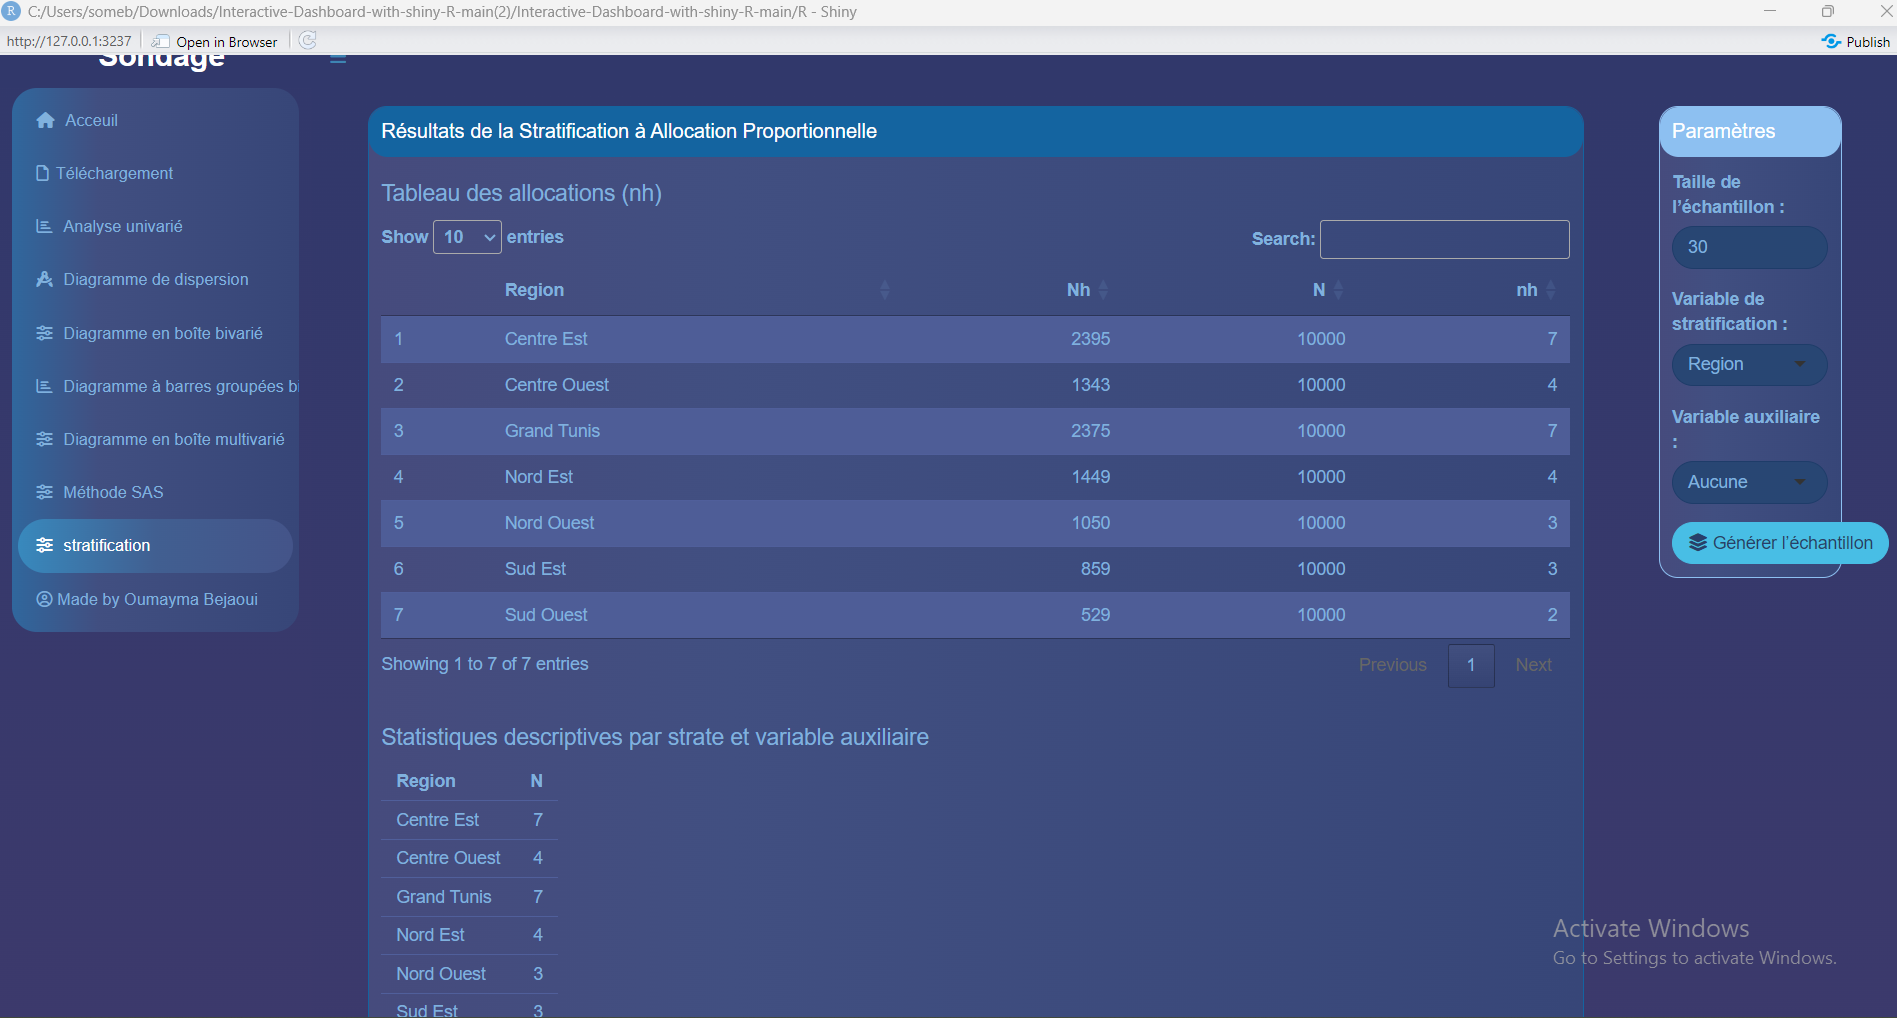 C:/Users/someb/Downloads/Interactive-Dashboard-with-shiny-R-main(2)/Interactive-Dashboard-with-shiny-R-main/R - Shiny
http://127.0.0.1:3237 Open in Browser Publish
Sondage
Acceuil
Téléchargement
Analyse univarié
Diagramme de dispersion
Diagramme en boîte bivarié
Diagramme à barres groupées bi
Diagramme en boîte multivarié
Méthode SAS
stratification
Made by Oumayma Bejaoui
Résultats de la Stratification à Allocation Proportionnelle
Tableau des allocations (nh)
Show 10 entries Search:
Region Nh N nh
1 Centre Est 2395 10000 7
2 Centre Ouest 1343 10000 4
3 Grand Tunis 2375 10000 7
4 Nord Est 1449 10000 4
5 Nord Ouest 1050 10000 3
6 Sud Est 859 10000 3
7 Sud Ouest 529 10000 2
Showing 1 to 7 of 7 entries Previous 1 Next
Statistiques descriptives par strate et variable auxiliaire
Region N
Centre Est 7
Centre Ouest 4
Grand Tunis 7
Nord Est 4
Nord Ouest 3
Sud Est 3
Paramètres
Taille de
l'échantillon :
30
Variable de
stratification :
Region
Variable auxiliaire
:
Aucune
Générer l'échantillon
Activate Windows
Go to Settings to activate Windows.